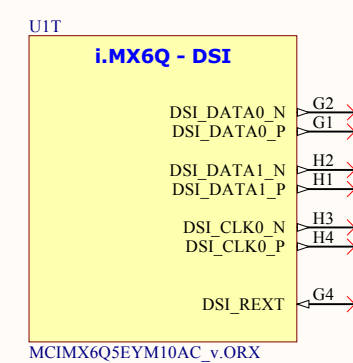 U1T
i.MX6Q - DSI
DSI_DATA0_N G2
DSI_DATA0_P G1
DSI_DATA1_N H2
DSI_DATA1_P H1
DSI_CLK0_N H3
DSI_CLK0_P H4
DSI_REXT G4
MCIMX6Q5EYM10AC_v.ORX